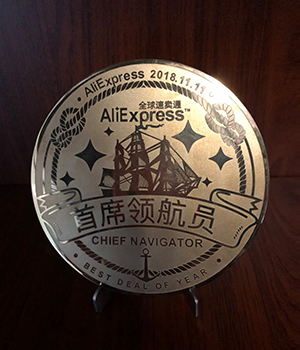 AliExpress 2018.11.11
全球速卖通
AliExpress™
首席领航员
CHIEF NAVIGATOR
· BEST DEAL OF YEAR ·